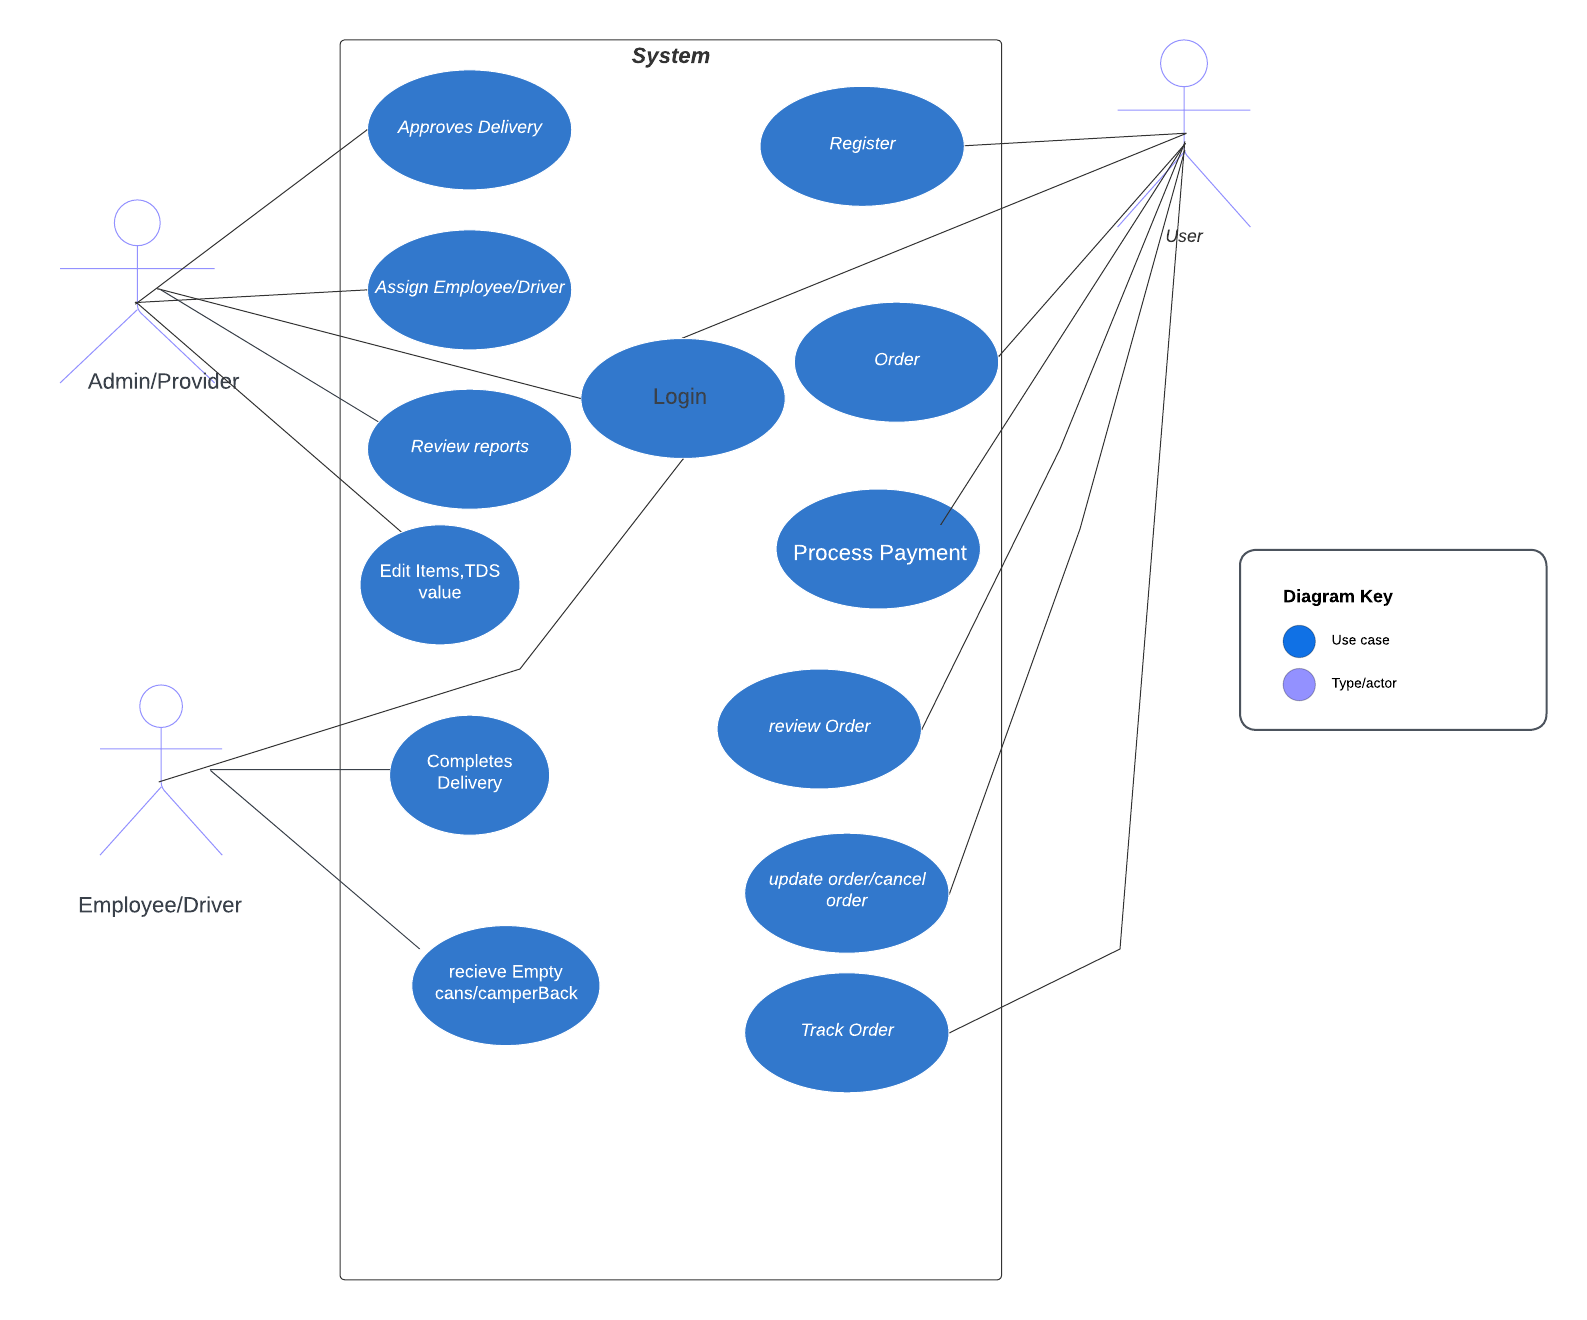 System
Approves Delivery
Register
User
Assign Employee/Driver
Order
Admin/Provider
Login
Review reports
Process Payment
Edit Items,TDS
value
Diagram Key
Use case
Type/actor
review Order
Completes
Delivery
update order/cancel
order
Employee/Driver
recieve Empty
cans/camperBack
Track Order